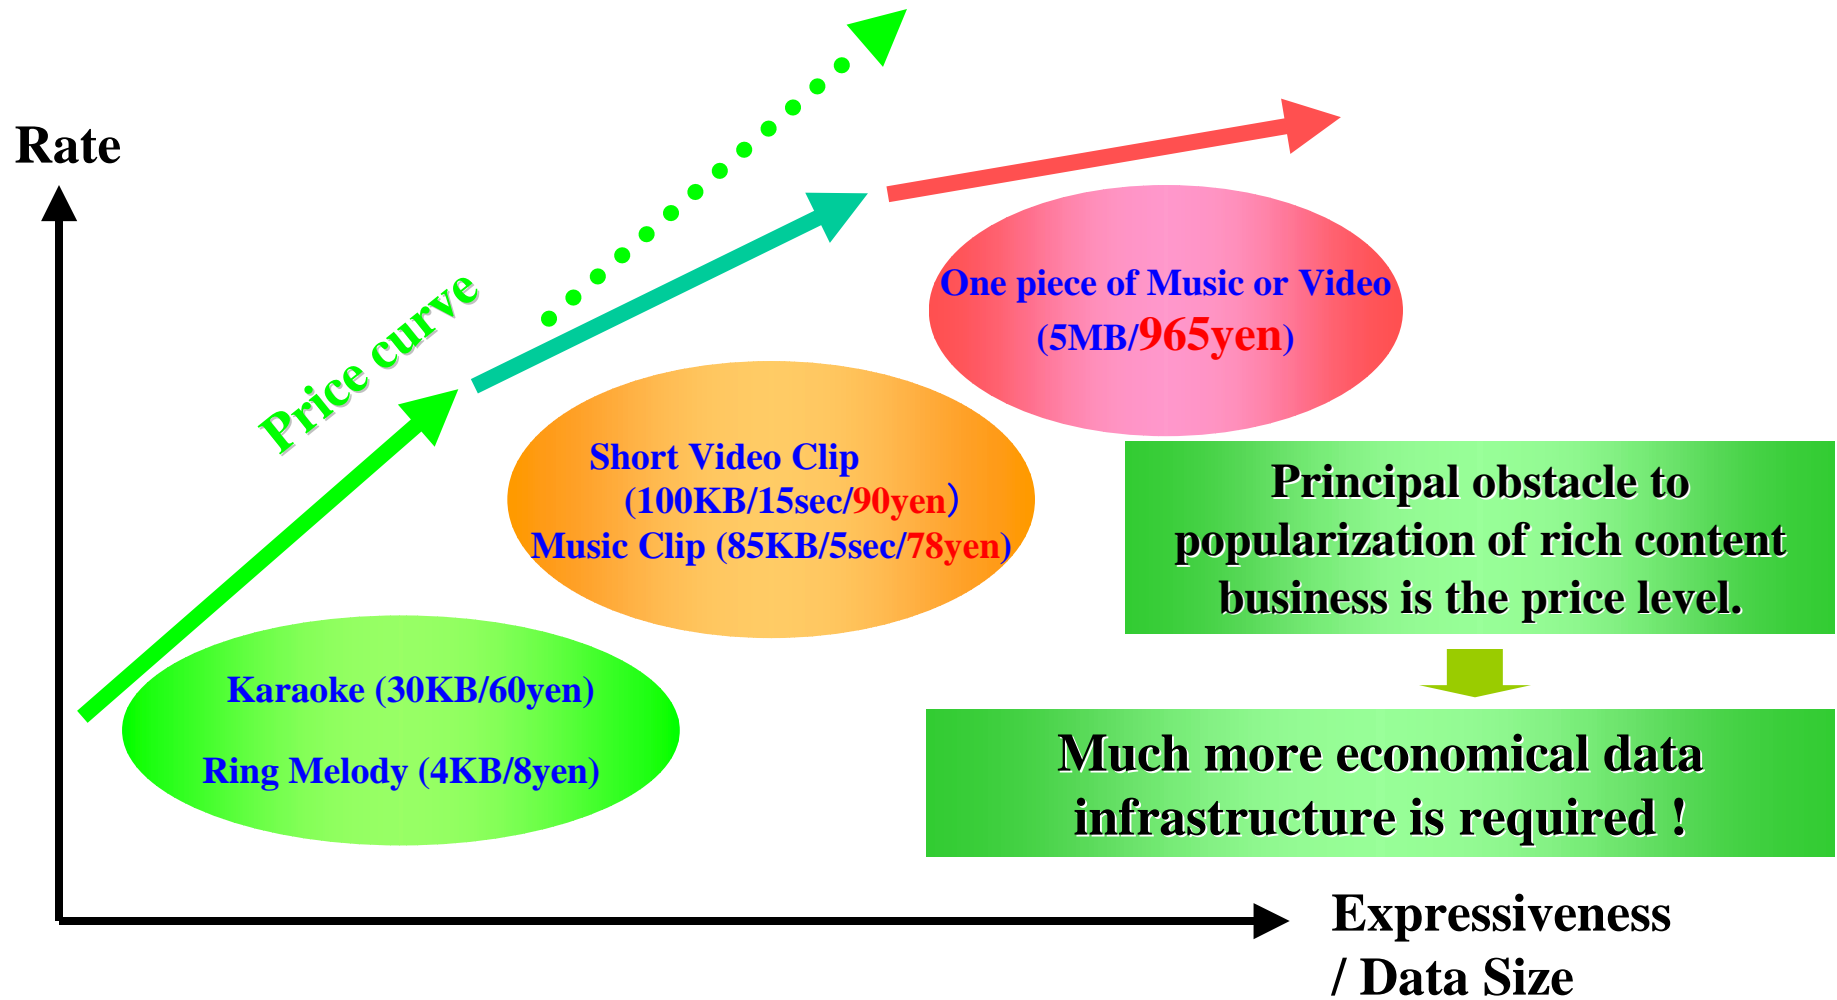 Rate
Price curve
One piece of Music or Video
(5MB/965yen)
Short Video Clip
(100KB/15sec/90yen）
Music Clip (85KB/5sec/78yen)
Principal obstacle to
popularization of rich content
business is the price level.
Karaoke (30KB/60yen)
Ring Melody (4KB/8yen)
Much more economical data
infrastructure is required !
Expressiveness
/ Data Size